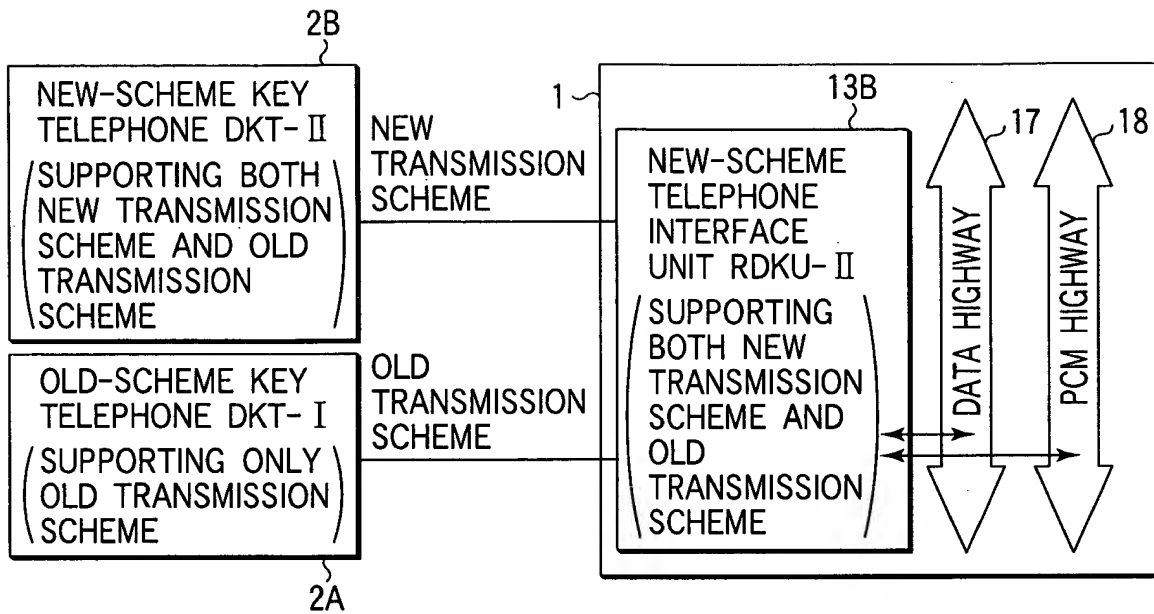 2B
NEW-SCHEME KEY
TELEPHONE DKT-Ⅱ
(SUPPORTING BOTH
NEW TRANSMISSION
SCHEME AND OLD
TRANSMISSION
SCHEME)
NEW
TRANSMISSION
SCHEME
OLD-SCHEME KEY
TELEPHONE DKT-Ⅰ
(SUPPORTING ONLY
OLD TRANSMISSION
SCHEME)
2A
OLD
TRANSMISSION
SCHEME
1
13B
NEW-SCHEME
TELEPHONE
INTERFACE
UNIT RDKU-Ⅱ
(SUPPORTING
BOTH NEW
TRANSMISSION
SCHEME AND
OLD
TRANSMISSION
SCHEME)
17
DATA HIGHWAY
18
PCM HIGHWAY